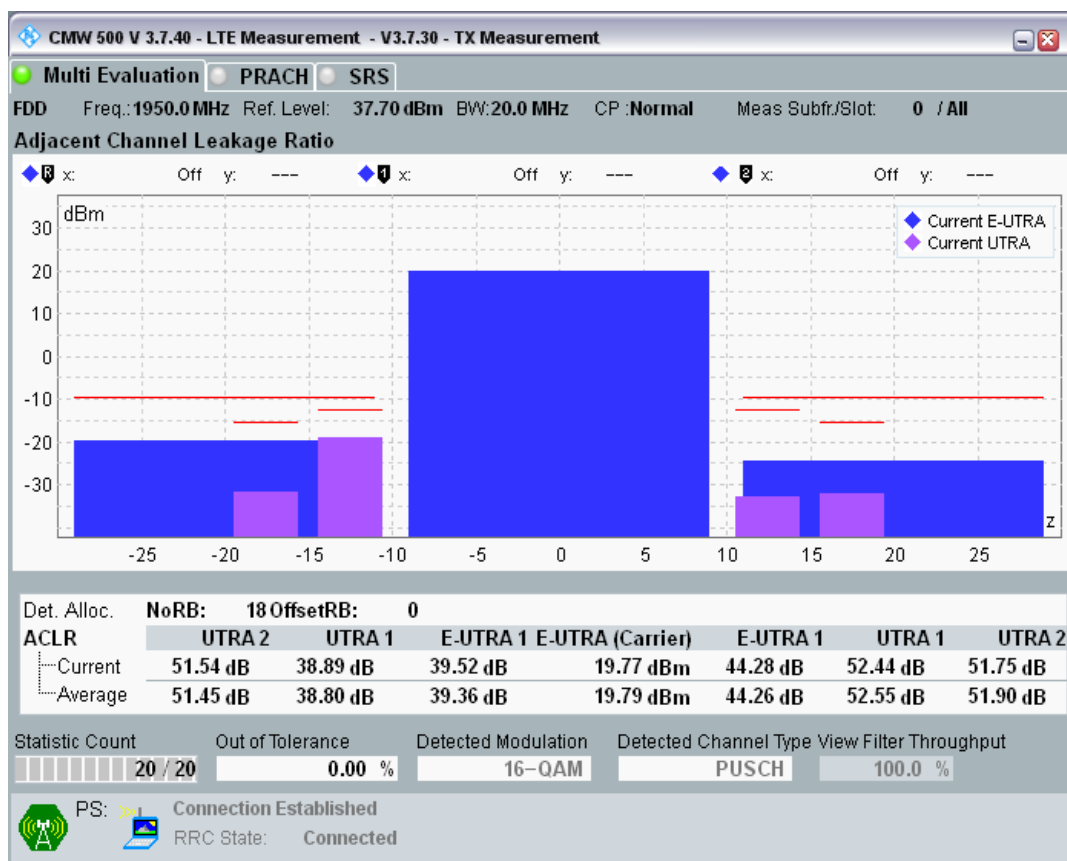 CMW 500 V 3.7.40 - LTE Measurement - V3.7.30 - TX Measurement
Multi Evaluation PRACH SRS
FDD Freq.: 1950.0 MHz Ref. Level: 37.70 dBm BW: 20.0 MHz CP : Normal Meas Subfr./Slot: 0 / All
Adjacent Channel Leakage Ratio
R x: Off y: --- 1 x: Off y: --- 2 x: Off y: ---
dBm
Current E-UTRA
Current UTRA
30
20
10
0
-10
-20
-30
z
-25 -20 -15 -10 -5 0 5 10 15 20 25
Det. Alloc. NoRB: 18 OffsetRB: 0
ACLR UTRA 2 UTRA 1 E-UTRA 1 E-UTRA (Carrier) E-UTRA 1 UTRA 1 UTRA 2
Current 51.54 dB 38.89 dB 39.52 dB 19.77 dBm 44.28 dB 52.44 dB 51.75 dB
Average 51.45 dB 38.80 dB 39.36 dB 19.79 dBm 44.26 dB 52.55 dB 51.90 dB
Statistic Count Out of Tolerance Detected Modulation Detected Channel Type View Filter Throughput
20 / 20 0.00 % 16-QAM PUSCH 100.0 %
PS: Connection Established
RRC State: Connected